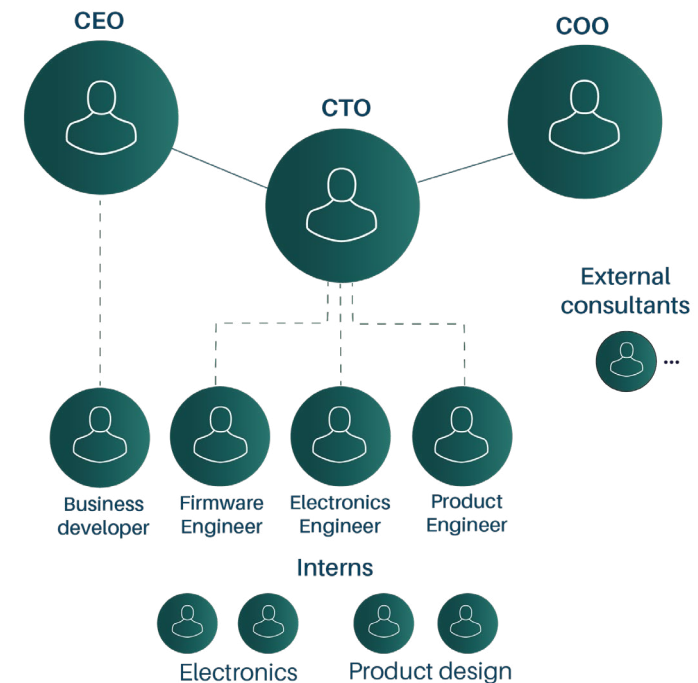 CEO
COO
CTO
External
consultants
...
Business
developer
Firmware
Engineer
Electronics
Engineer
Product
Engineer
Interns
Electronics
Product design